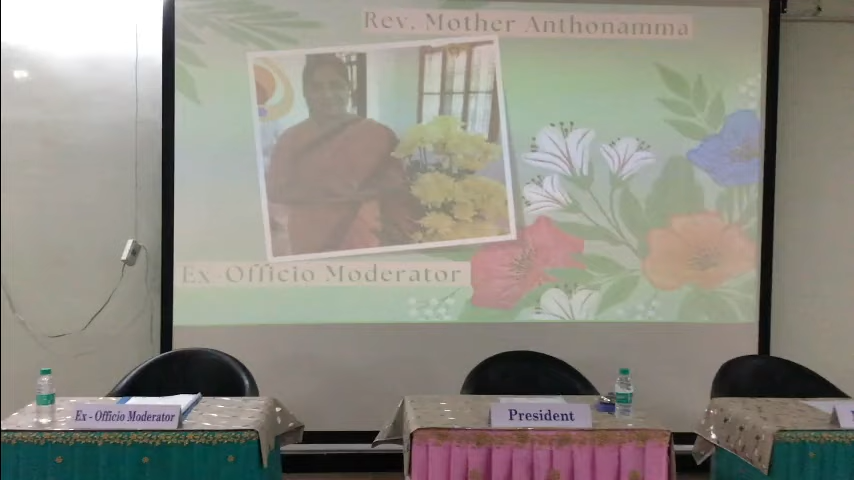 Rev. Mother Anthonamma
Ex-Officio Moderator
Ex - Officio Moderator
President